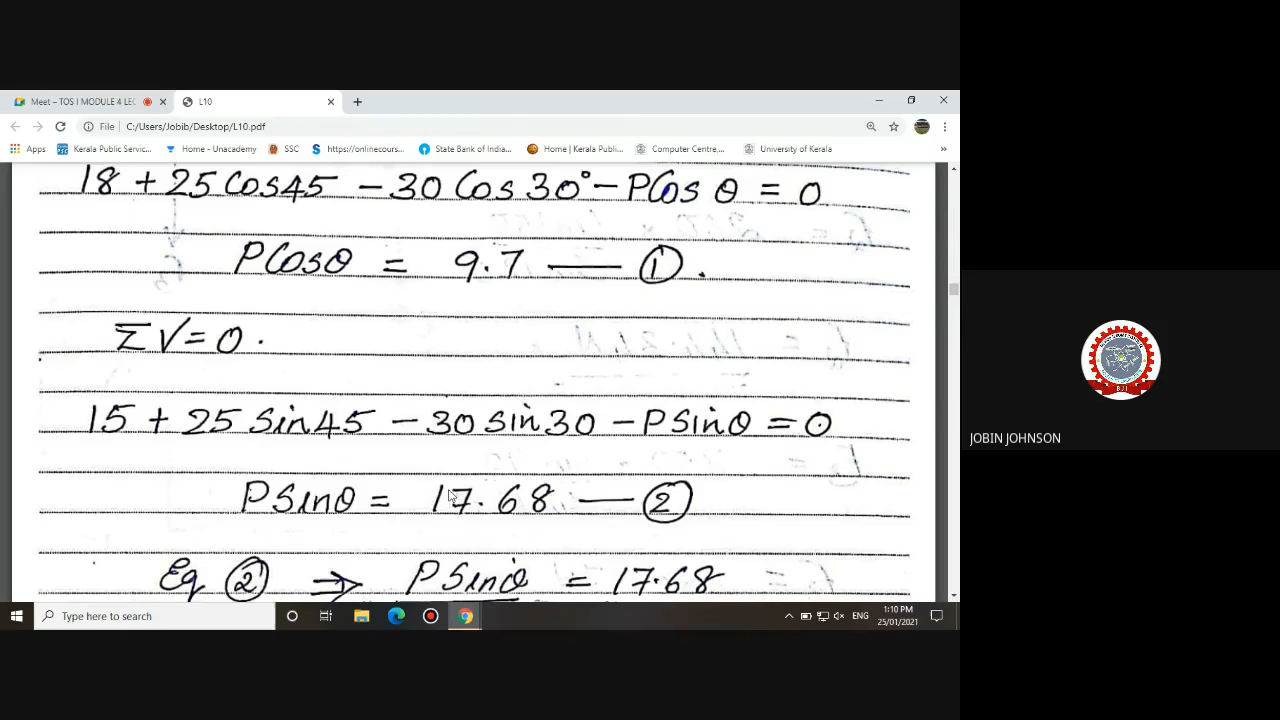 Meet – TOS I MODULE 4 LEC
L10
File | C:/Users/Jobib/Desktop/L10.pdf
Apps Kerala Public Servic... Home - Unacademy SSC https://onlinecour... State Bank of India... Home | Kerala Publi... Computer Centre,... University of Kerala »
18 + 25 Cos45 - 30 Cos 30° - PCos θ = 0
PCosθ = 9.7 — ① .
ΣV = 0 .
15 + 25 Sin45 - 30 Sin30 - PSinθ = 0
PSinθ = 17.68 — ②
Eq ② ⇒ PSinθ = 17.68
JOBIN JOHNSON
BJI
Type here to search
ENG
1:10 PM
25/01/2021